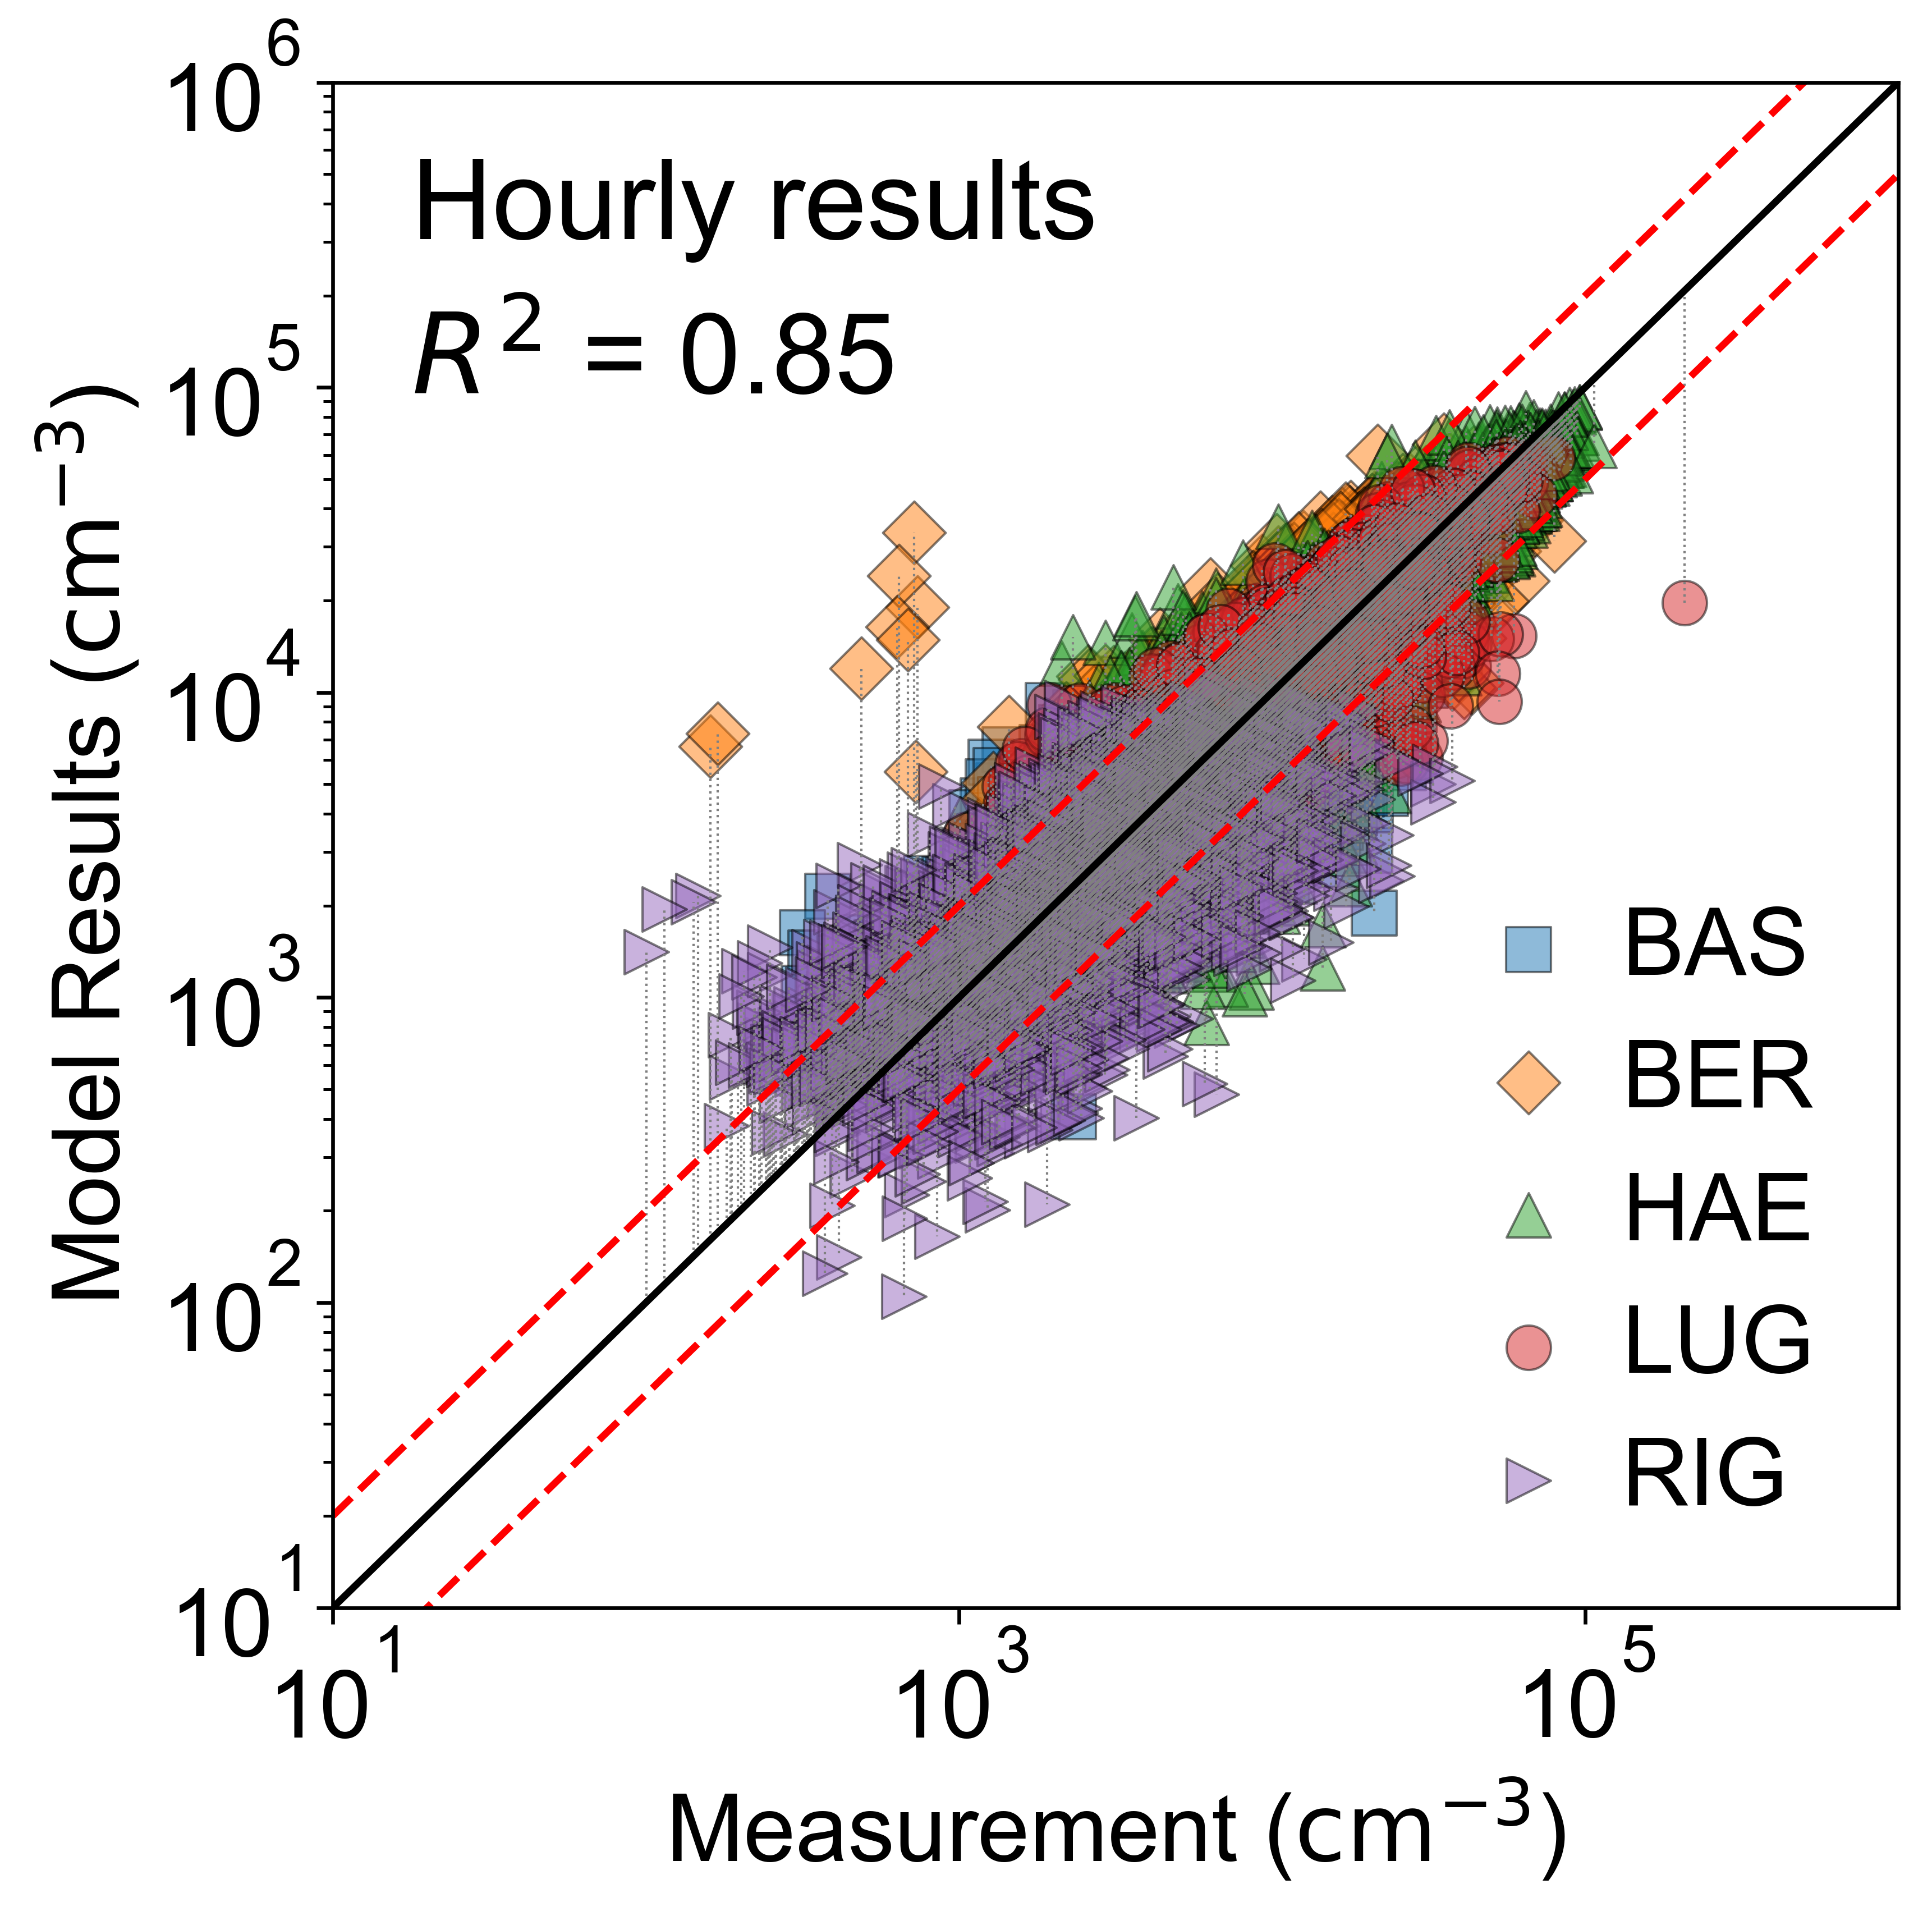 Hourly results
R² = 0.85
Model Results (cm⁻³)
10⁶
10⁵
10⁴
10³
10²
10¹
BAS
BER
HAE
LUG
RIG
10¹ 10³ 10⁵
Measurement (cm⁻³)